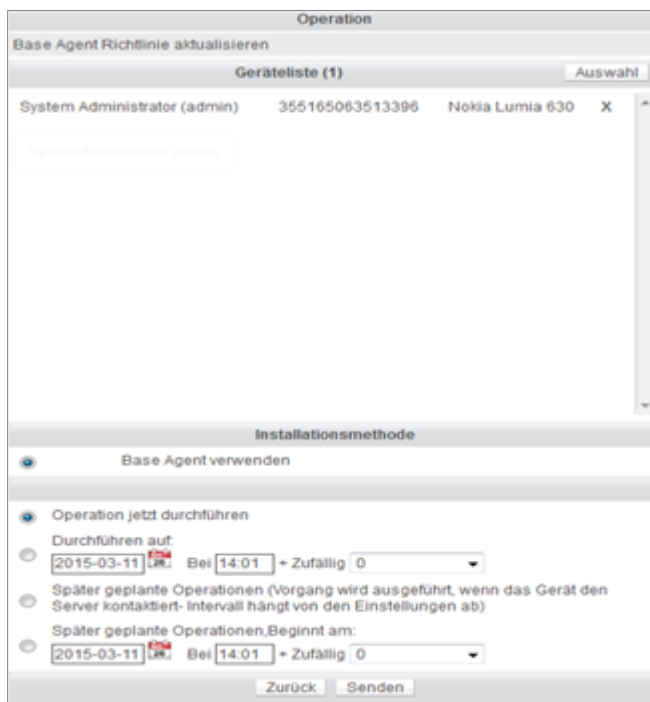 Operation
Base Agent Richtlinie aktualisieren
Geräteliste (1) Auswahl
System Administrator (admin) 355165063513396 Nokia Lumia 630 X
Installationsmethode
Base Agent verwenden
Operation jetzt durchführen
Durchführen auf:
2015-03-11 Bei 14:01 + Zufällig 0
Später geplante Operationen (Vorgang wird ausgeführt, wenn das Gerät den
Server kontaktiert- Intervall hängt von den Einstellungen ab)
Später geplante Operationen,Beginnt am:
2015-03-11 Bei 14:01 + Zufällig 0
Zurück Senden